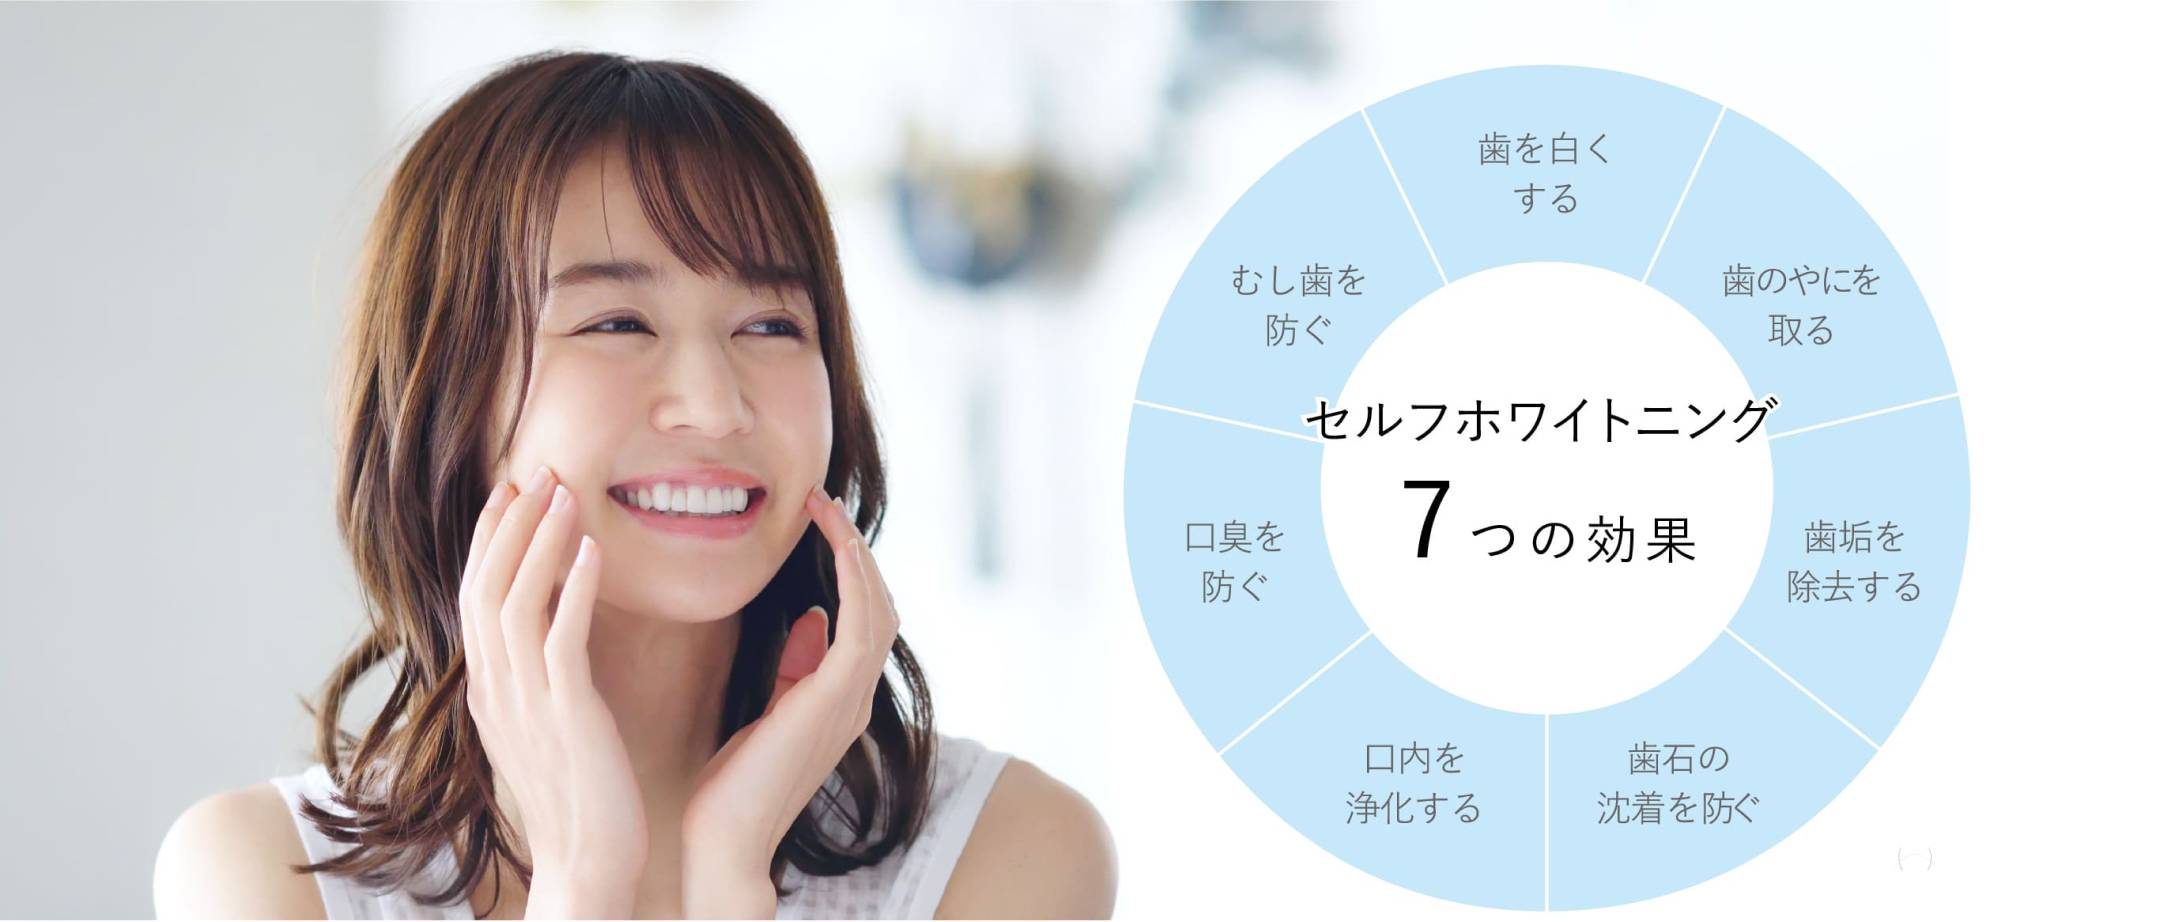 セルフホワイトニング
7つの効果
歯を白く
する
歯のやにを
取る
歯垢を
除去する
歯石の
沈着を防ぐ
口内を
浄化する
口臭を
防ぐ
むし歯を
防ぐ